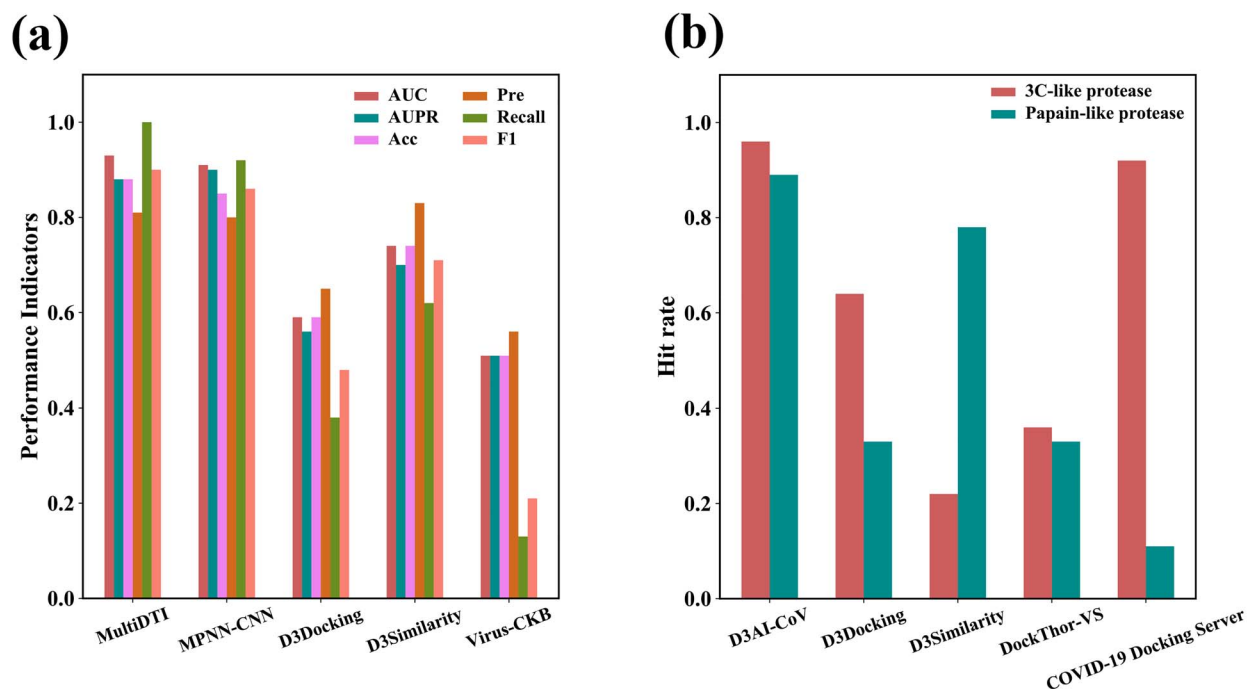 (a)
AUC
AUPR
Acc
Pre
Recall
F1
Performance Indicators
1.0
0.8
0.6
0.4
0.2
0.0
MultiDTI
MPNN-CNN
D3Docking
D3Similarity
Virus-CKB
(b)
3C-like protease
Papain-like protease
Hit rate
1.0
0.8
0.6
0.4
0.2
0.0
D3AI-CoV
D3Docking
D3Similarity
DockThor-VS
COVID-19 Docking Server